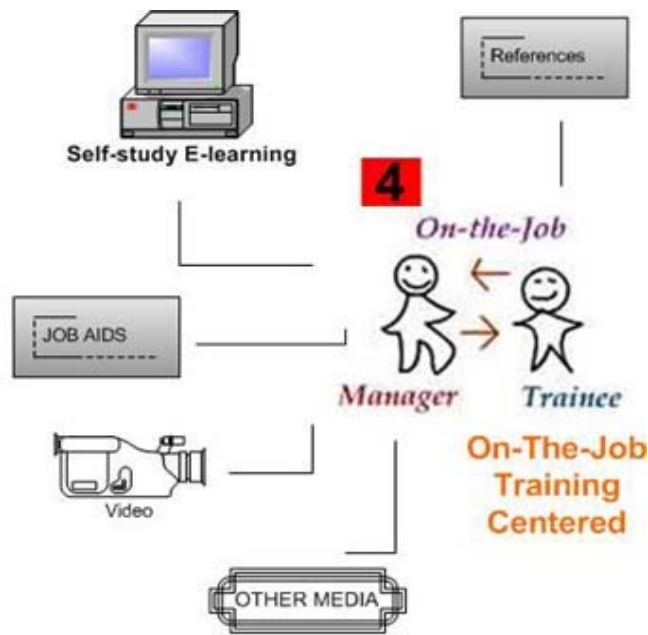 References
Self-study E-learning
4
On-the-Job
JOB AIDS
Manager
Trainee
On-The-Job
Training
Centered
Video
OTHER MEDIA